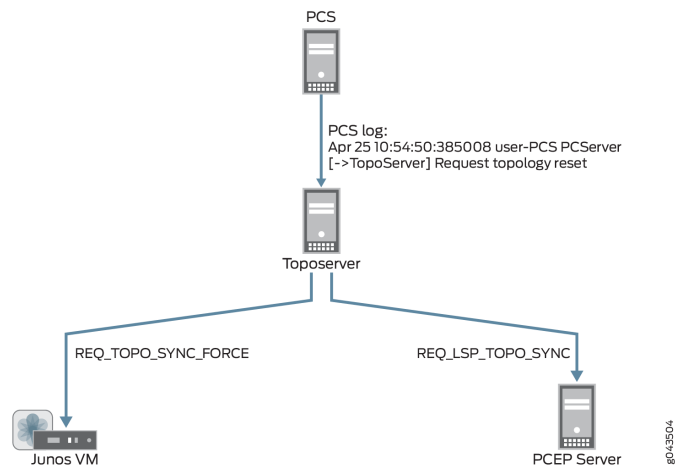 PCS
PCS log:
Apr 25 10:54:50:385008 user-PCS PCServer
[->TopoServer] Request topology reset
Toposerver
REQ_TOPO_SYNC_FORCE
REQ_LSP_TOPO_SYNC
Junos VM
PCEP Server
g043504